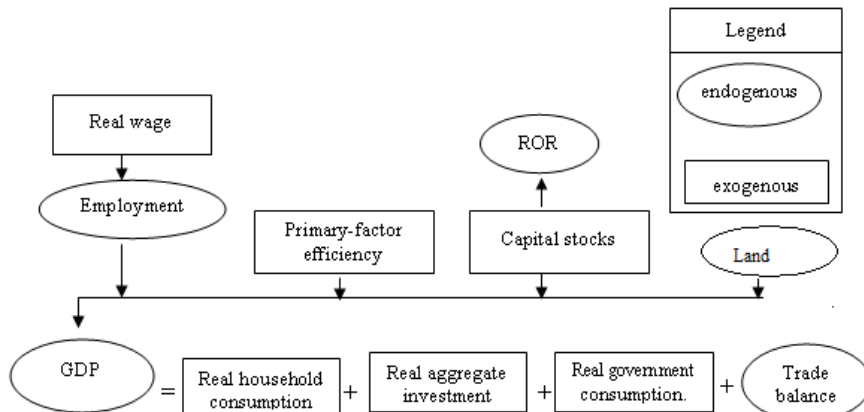 Legend
endogenous
exogenous
Real wage
ROR
Employment
Primary-factor
efficiency
Capital stocks
Land
GDP
=
Real household
consumption
+
Real aggregate
investment
+
Real government
consumption.
+
Trade
balance